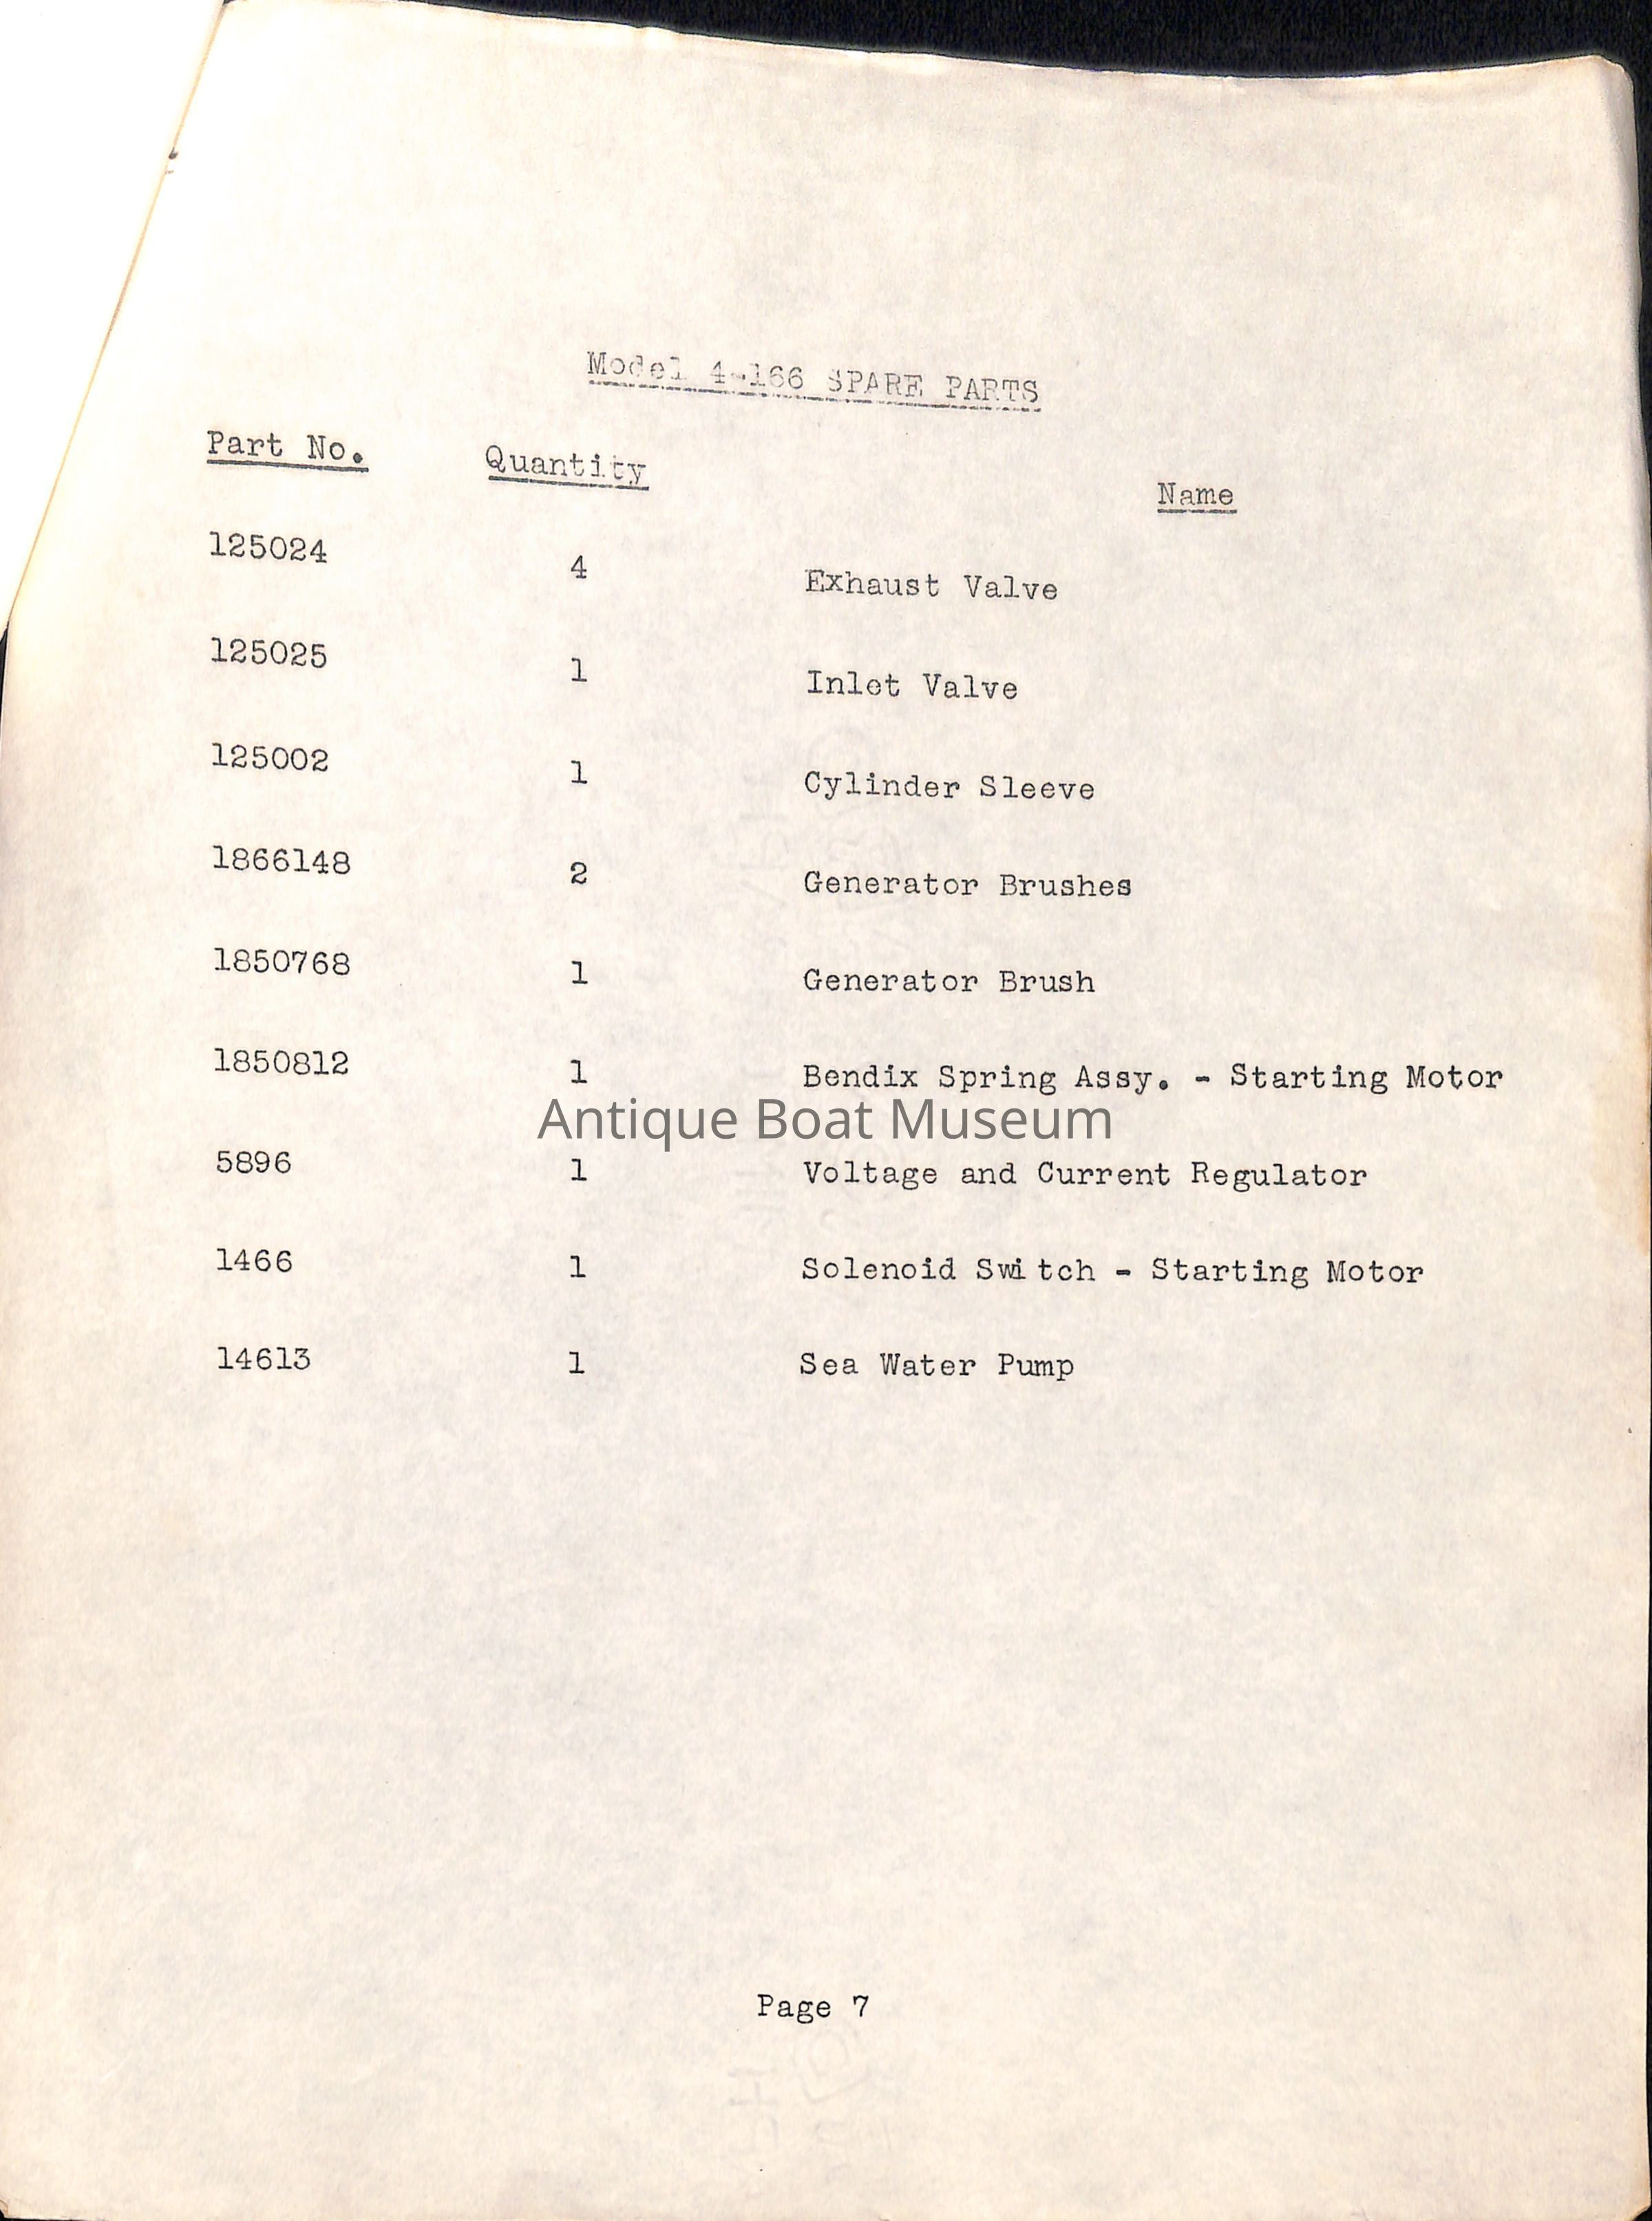 Model 4-166 SPARE PARTS
Part No. Quantity Name
125024 4 Exhaust Valve
125025 1 Inlet Valve
125002 1 Cylinder Sleeve
1866148 2 Generator Brushes
1850768 1 Generator Brush
1850812 1 Bendix Spring Assy. - Starting Motor
Antique Boat Museum
5896 1 Voltage and Current Regulator
1466 1 Solenoid Switch - Starting Motor
14613 1 Sea Water Pump
Page 7